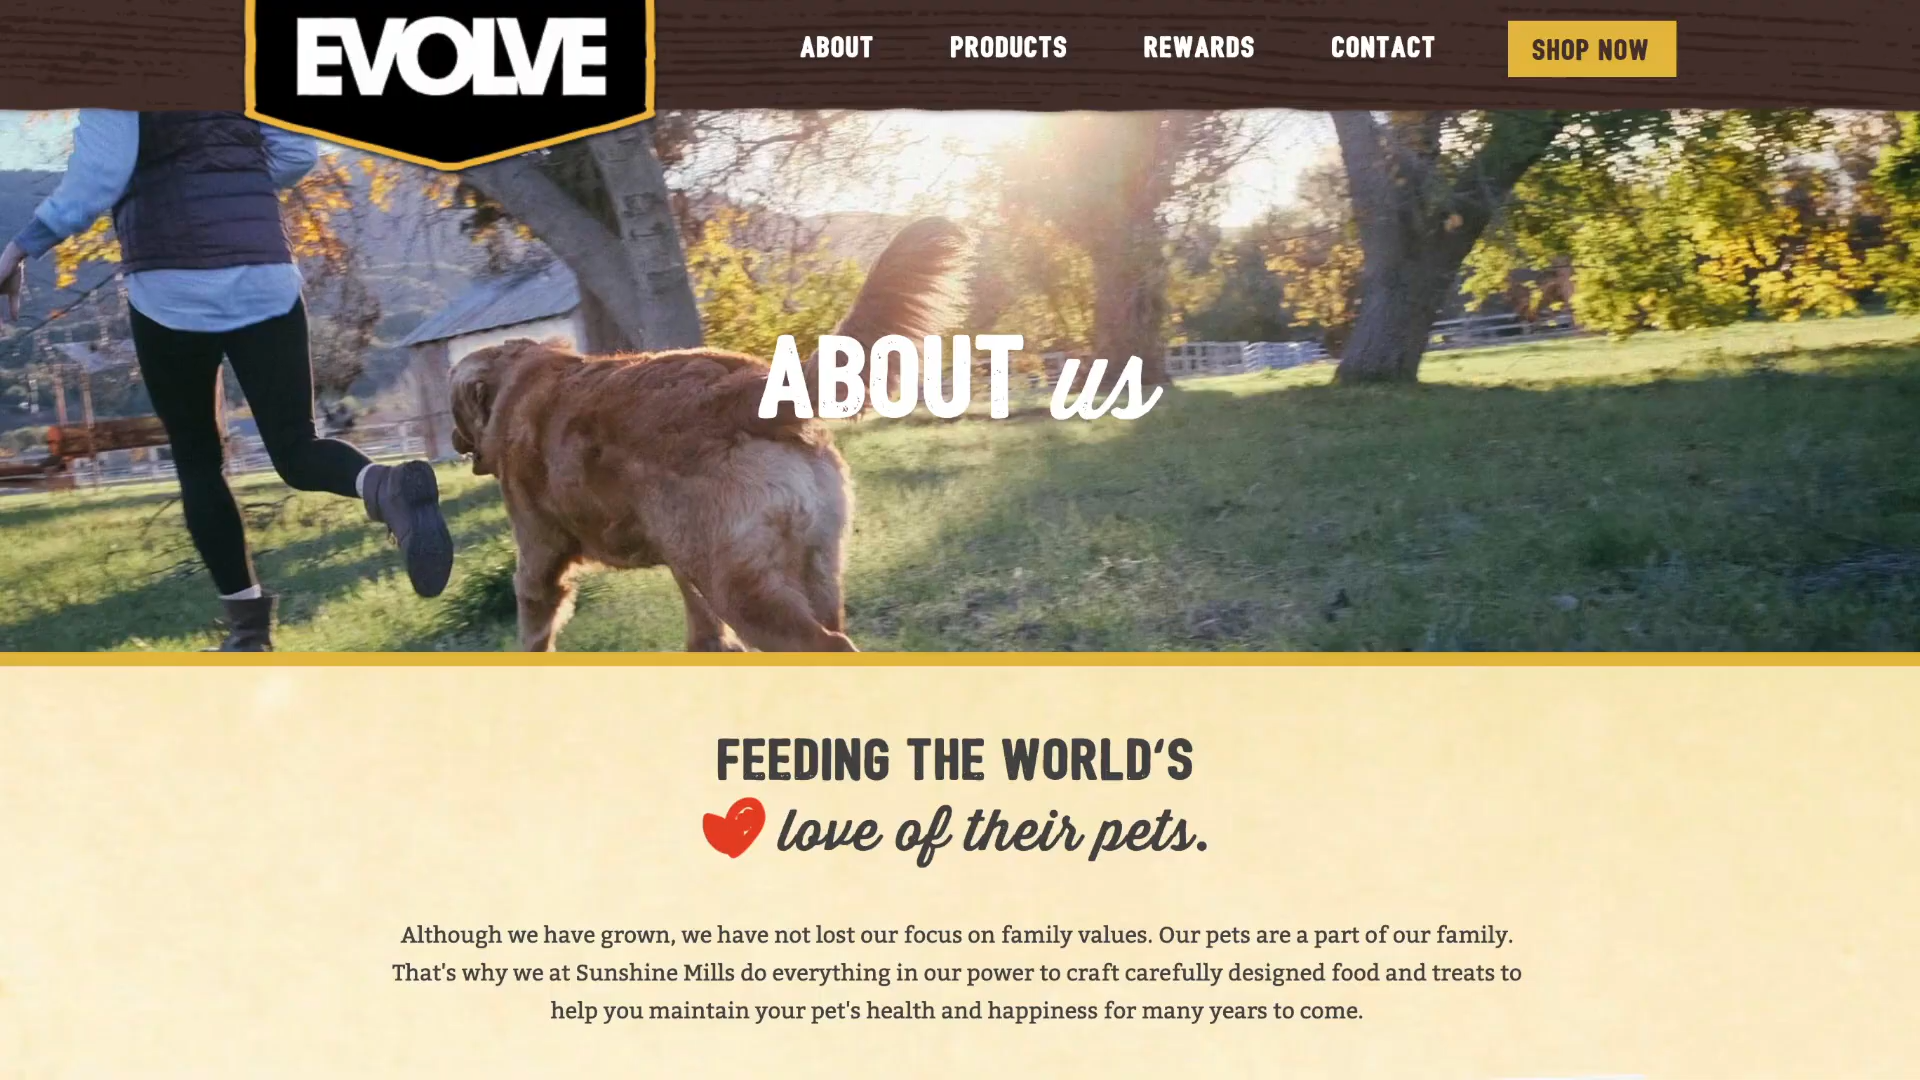 EVOLVE
ABOUT
PRODUCTS
REWARDS
CONTACT
SHOP NOW
ABOUT us
FEEDING THE WORLD'S
love of their pets.
Although we have grown, we have not lost our focus on family values. Our pets are a part of our family.
That's why we at Sunshine Mills do everything in our power to craft carefully designed food and treats to
help you maintain your pet's health and happiness for many years to come.